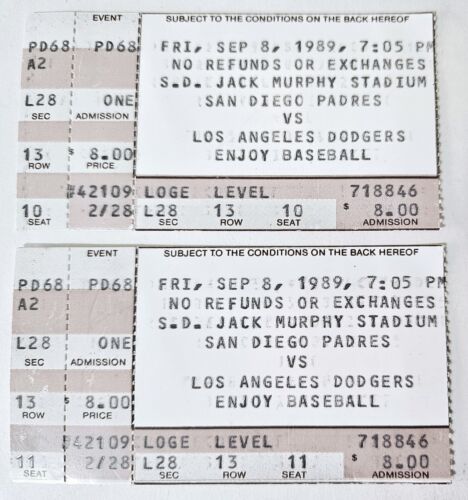 EVENT SUBJECT TO THE CONDITIONS ON THE BACK HEREOF
PD68 PD68 FRI, SEP 8, 1989, 7:05 PM
A2 NO REFUNDS OR EXCHANGES
S.D. JACK MURPHY STADIUM
L28 ONE SAN DIEGO PADRES
SEC ADMISSION VS
LOS ANGELES DODGERS
13 $ 8.00 ENJOY BASEBALL
ROW PRICE
#42109 LOGE LEVEL 718846
10 2/28 L28 13 10 $ 8.00
SEAT SEC ROW SEAT ADMISSION
EVENT SUBJECT TO THE CONDITIONS ON THE BACK HEREOF
PD68 PD68 FRI, SEP 8, 1989, 7:05 PM
A2 NO REFUNDS OR EXCHANGES
S.D. JACK MURPHY STADIUM
L28 ONE SAN DIEGO PADRES
SEC ADMISSION VS
LOS ANGELES DODGERS
13 $ 8.00 ENJOY BASEBALL
ROW PRICE
#42109 LOGE LEVEL 718846
11 2/28 L28 13 11 $ 8.00
SEAT SEC ROW SEAT ADMISSION